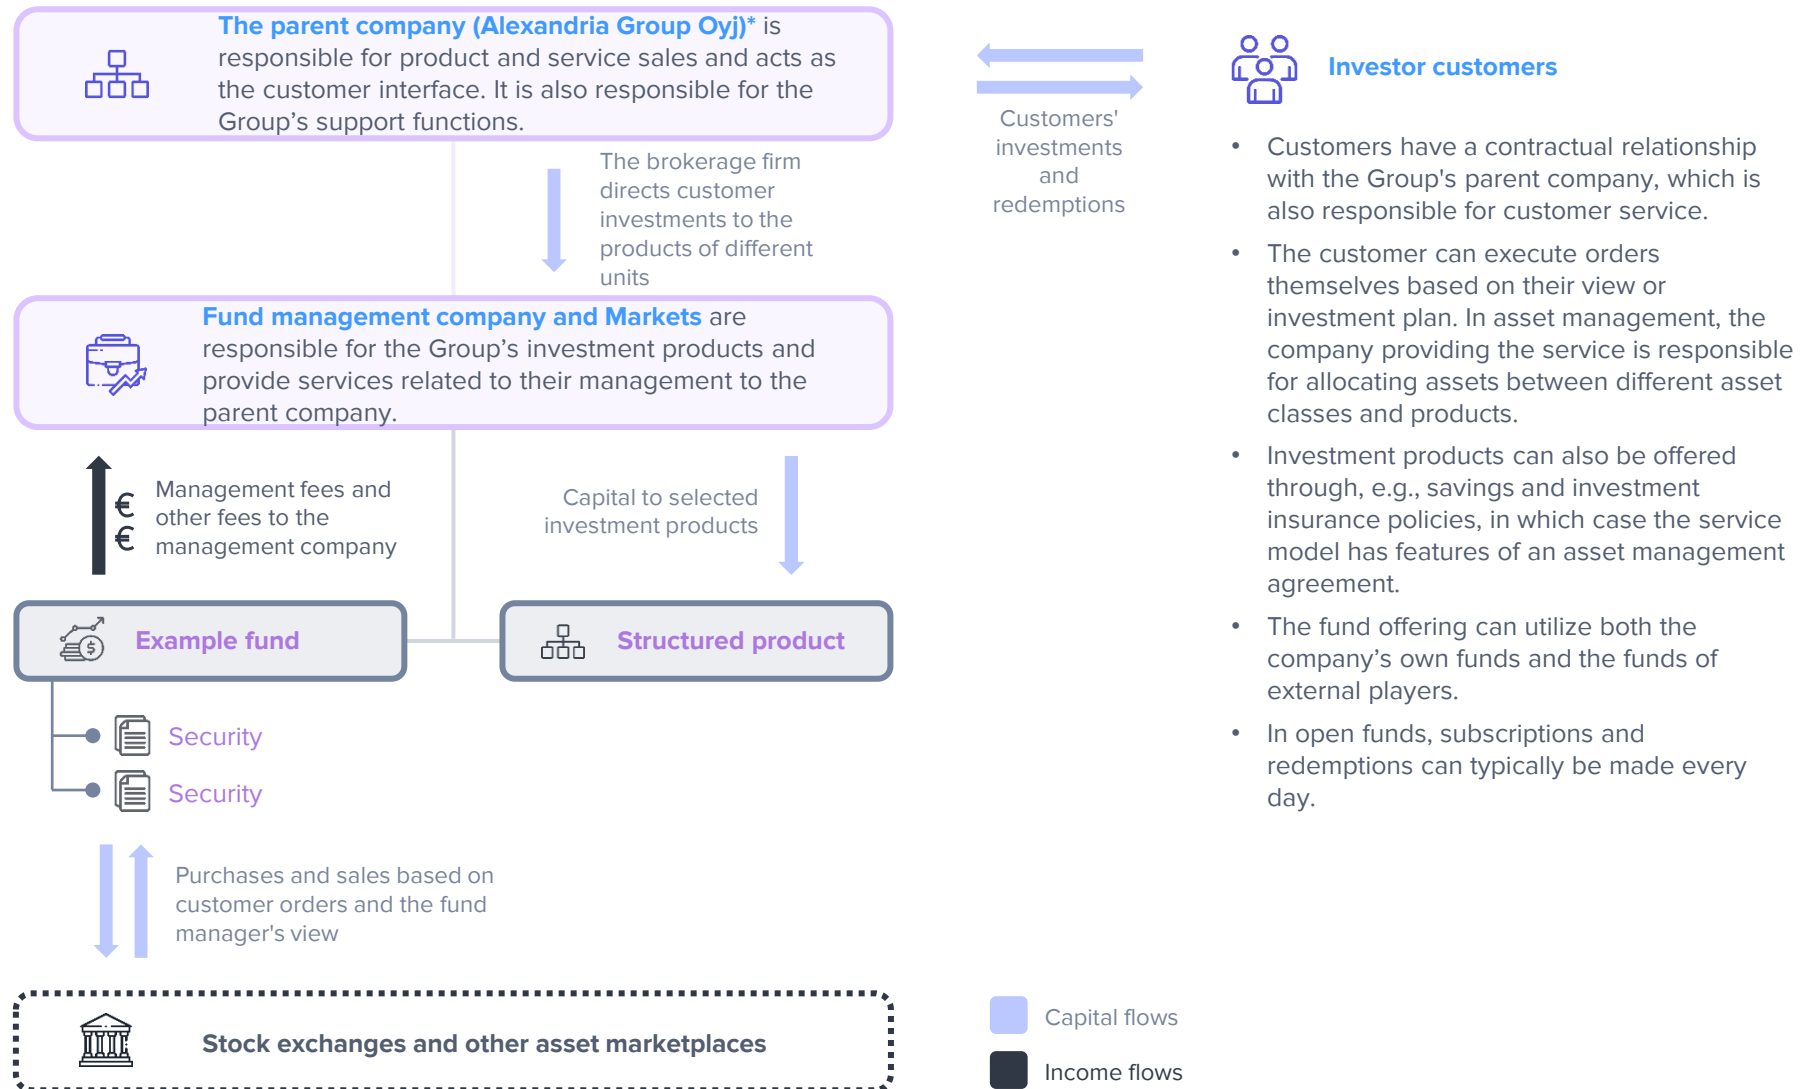 The parent company (Alexandria Group Oyj)* is
responsible for product and service sales and acts as
the customer interface. It is also responsible for the
Group’s support functions.
The brokerage firm
directs customer
investments to the
products of different
units
Fund management company and Markets are
responsible for the Group’s investment products and
provide services related to their management to the
parent company.
€
€
Management fees and
other fees to the
management company
Capital to selected
investment products
$
Example fund
Structured product
Security
Security
Purchases and sales based on
customer orders and the fund
manager's view
Stock exchanges and other asset marketplaces
Customers'
investments
and
redemptions
Investor customers
• Customers have a contractual relationship
with the Group's parent company, which is
also responsible for customer service.
• The customer can execute orders
themselves based on their view or
investment plan. In asset management, the
company providing the service is responsible
for allocating assets between different asset
classes and products.
• Investment products can also be offered
through, e.g., savings and investment
insurance policies, in which case the service
model has features of an asset management
agreement.
• The fund offering can utilize both the
company’s own funds and the funds of
external players.
• In open funds, subscriptions and
redemptions can typically be made every
day.
Capital flows
Income flows